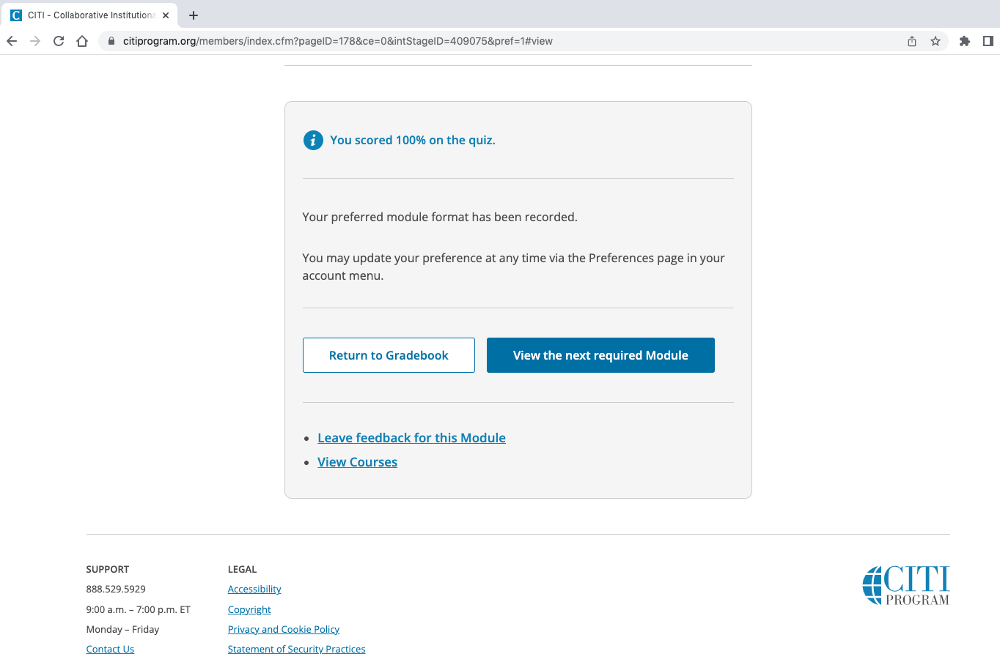 CITI - Collaborative Institutiona
citiprogram.org/members/index.cfm?pageID=178&ce=0&intStageID=409075&pref=1#view
You scored 100% on the quiz.
Your preferred module format has been recorded.
You may update your preference at any time via the Preferences page in your
account menu.
Return to Gradebook
View the next required Module
Leave feedback for this Module
View Courses
SUPPORT
888.529.5929
9:00 a.m. – 7:00 p.m. ET
Monday – Friday
Contact Us
LEGAL
Accessibility
Copyright
Privacy and Cookie Policy
Statement of Security Practices
CITI
PROGRAM